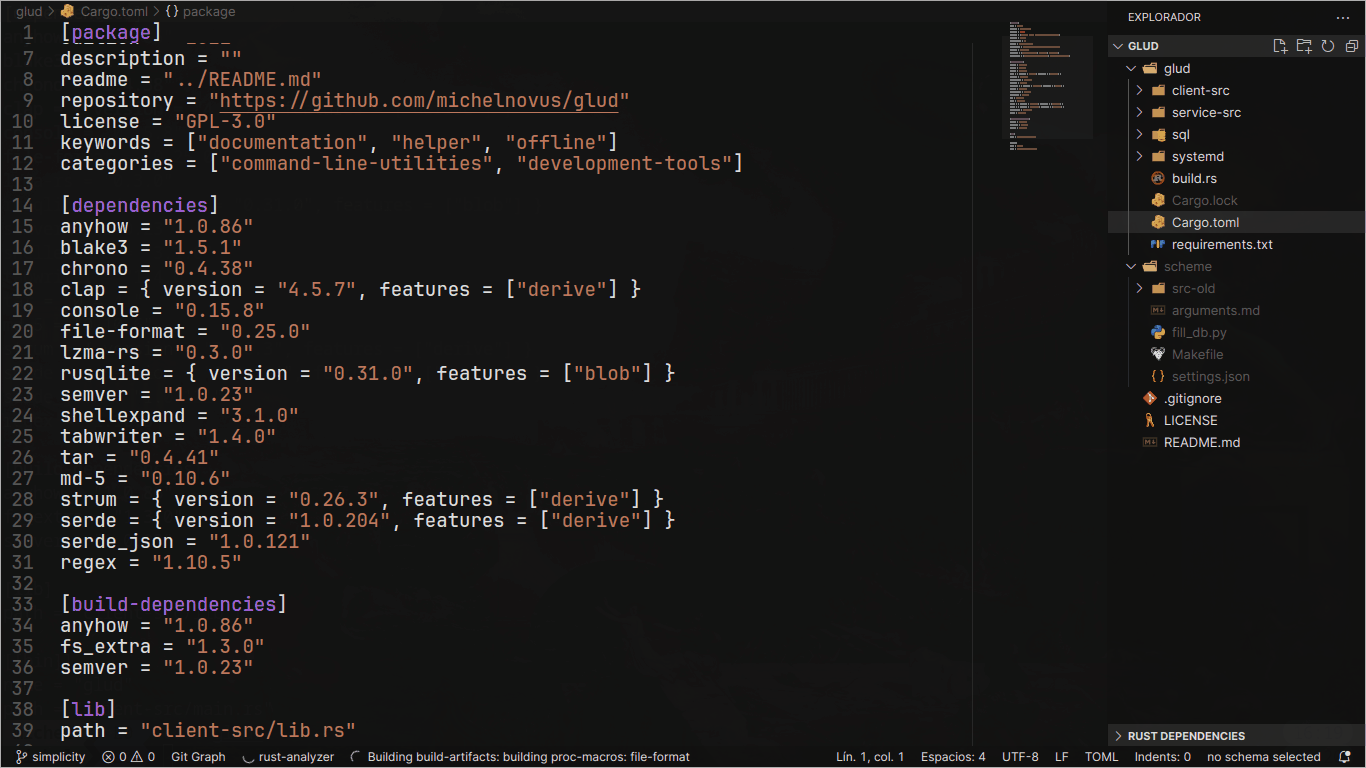 glud > Cargo.toml > { } package
1 [package]
7 description = ""
8 readme = "../README.md"
9 repository = "https://github.com/michelnovus/glud"
10 license = "GPL-3.0"
11 keywords = ["documentation", "helper", "offline"]
12 categories = ["command-line-utilities", "development-tools"]
13
14 [dependencies]
15 anyhow = "1.0.86"
16 blake3 = "1.5.1"
17 chrono = "0.4.38"
18 clap = { version = "4.5.7", features = ["derive"] }
19 console = "0.15.8"
20 file-format = "0.25.0"
21 lzma-rs = "0.3.0"
22 rusqlite = { version = "0.31.0", features = ["blob"] }
23 semver = "1.0.23"
24 shellexpand = "3.1.0"
25 tabwriter = "1.4.0"
26 tar = "0.4.41"
27 md-5 = "0.10.6"
28 strum = { version = "0.26.3", features = ["derive"] }
29 serde = { version = "1.0.204", features = ["derive"] }
30 serde_json = "1.0.121"
31 regex = "1.10.5"
32
33 [build-dependencies]
34 anyhow = "1.0.86"
35 fs_extra = "1.3.0"
36 semver = "1.0.23"
37
38 [lib]
39 path = "client-src/lib.rs"
EXPLORADOR
GLUD
glud
client-src
service-src
sql
systemd
build.rs
Cargo.lock
Cargo.toml
requirements.txt
scheme
src-old
arguments.md
fill_db.py
Makefile
settings.json
.gitignore
LICENSE
README.md
RUST DEPENDENCIES
simplicity 0 0 Git Graph rust-analyzer Building build-artifacts: building proc-macros: file-format Lín. 1, col. 1 Espacios: 4 UTF-8 LF TOML Indents: 0 no schema selected